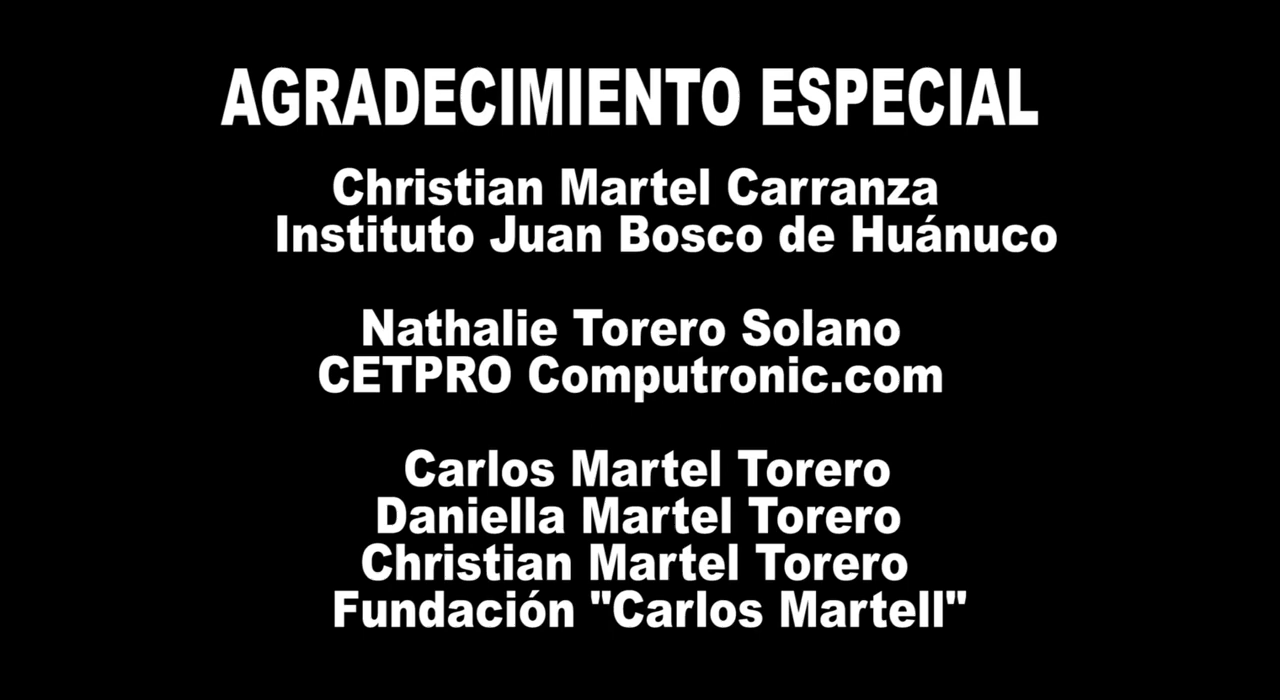 AGRADECIMIENTO ESPECIAL
Christian Martel Carranza
Instituto Juan Bosco de Huánuco
Nathalie Torero Solano
CETPRO Computronic.com
Carlos Martel Torero
Daniella Martel Torero
Christian Martel Torero
Fundación "Carlos Martell"